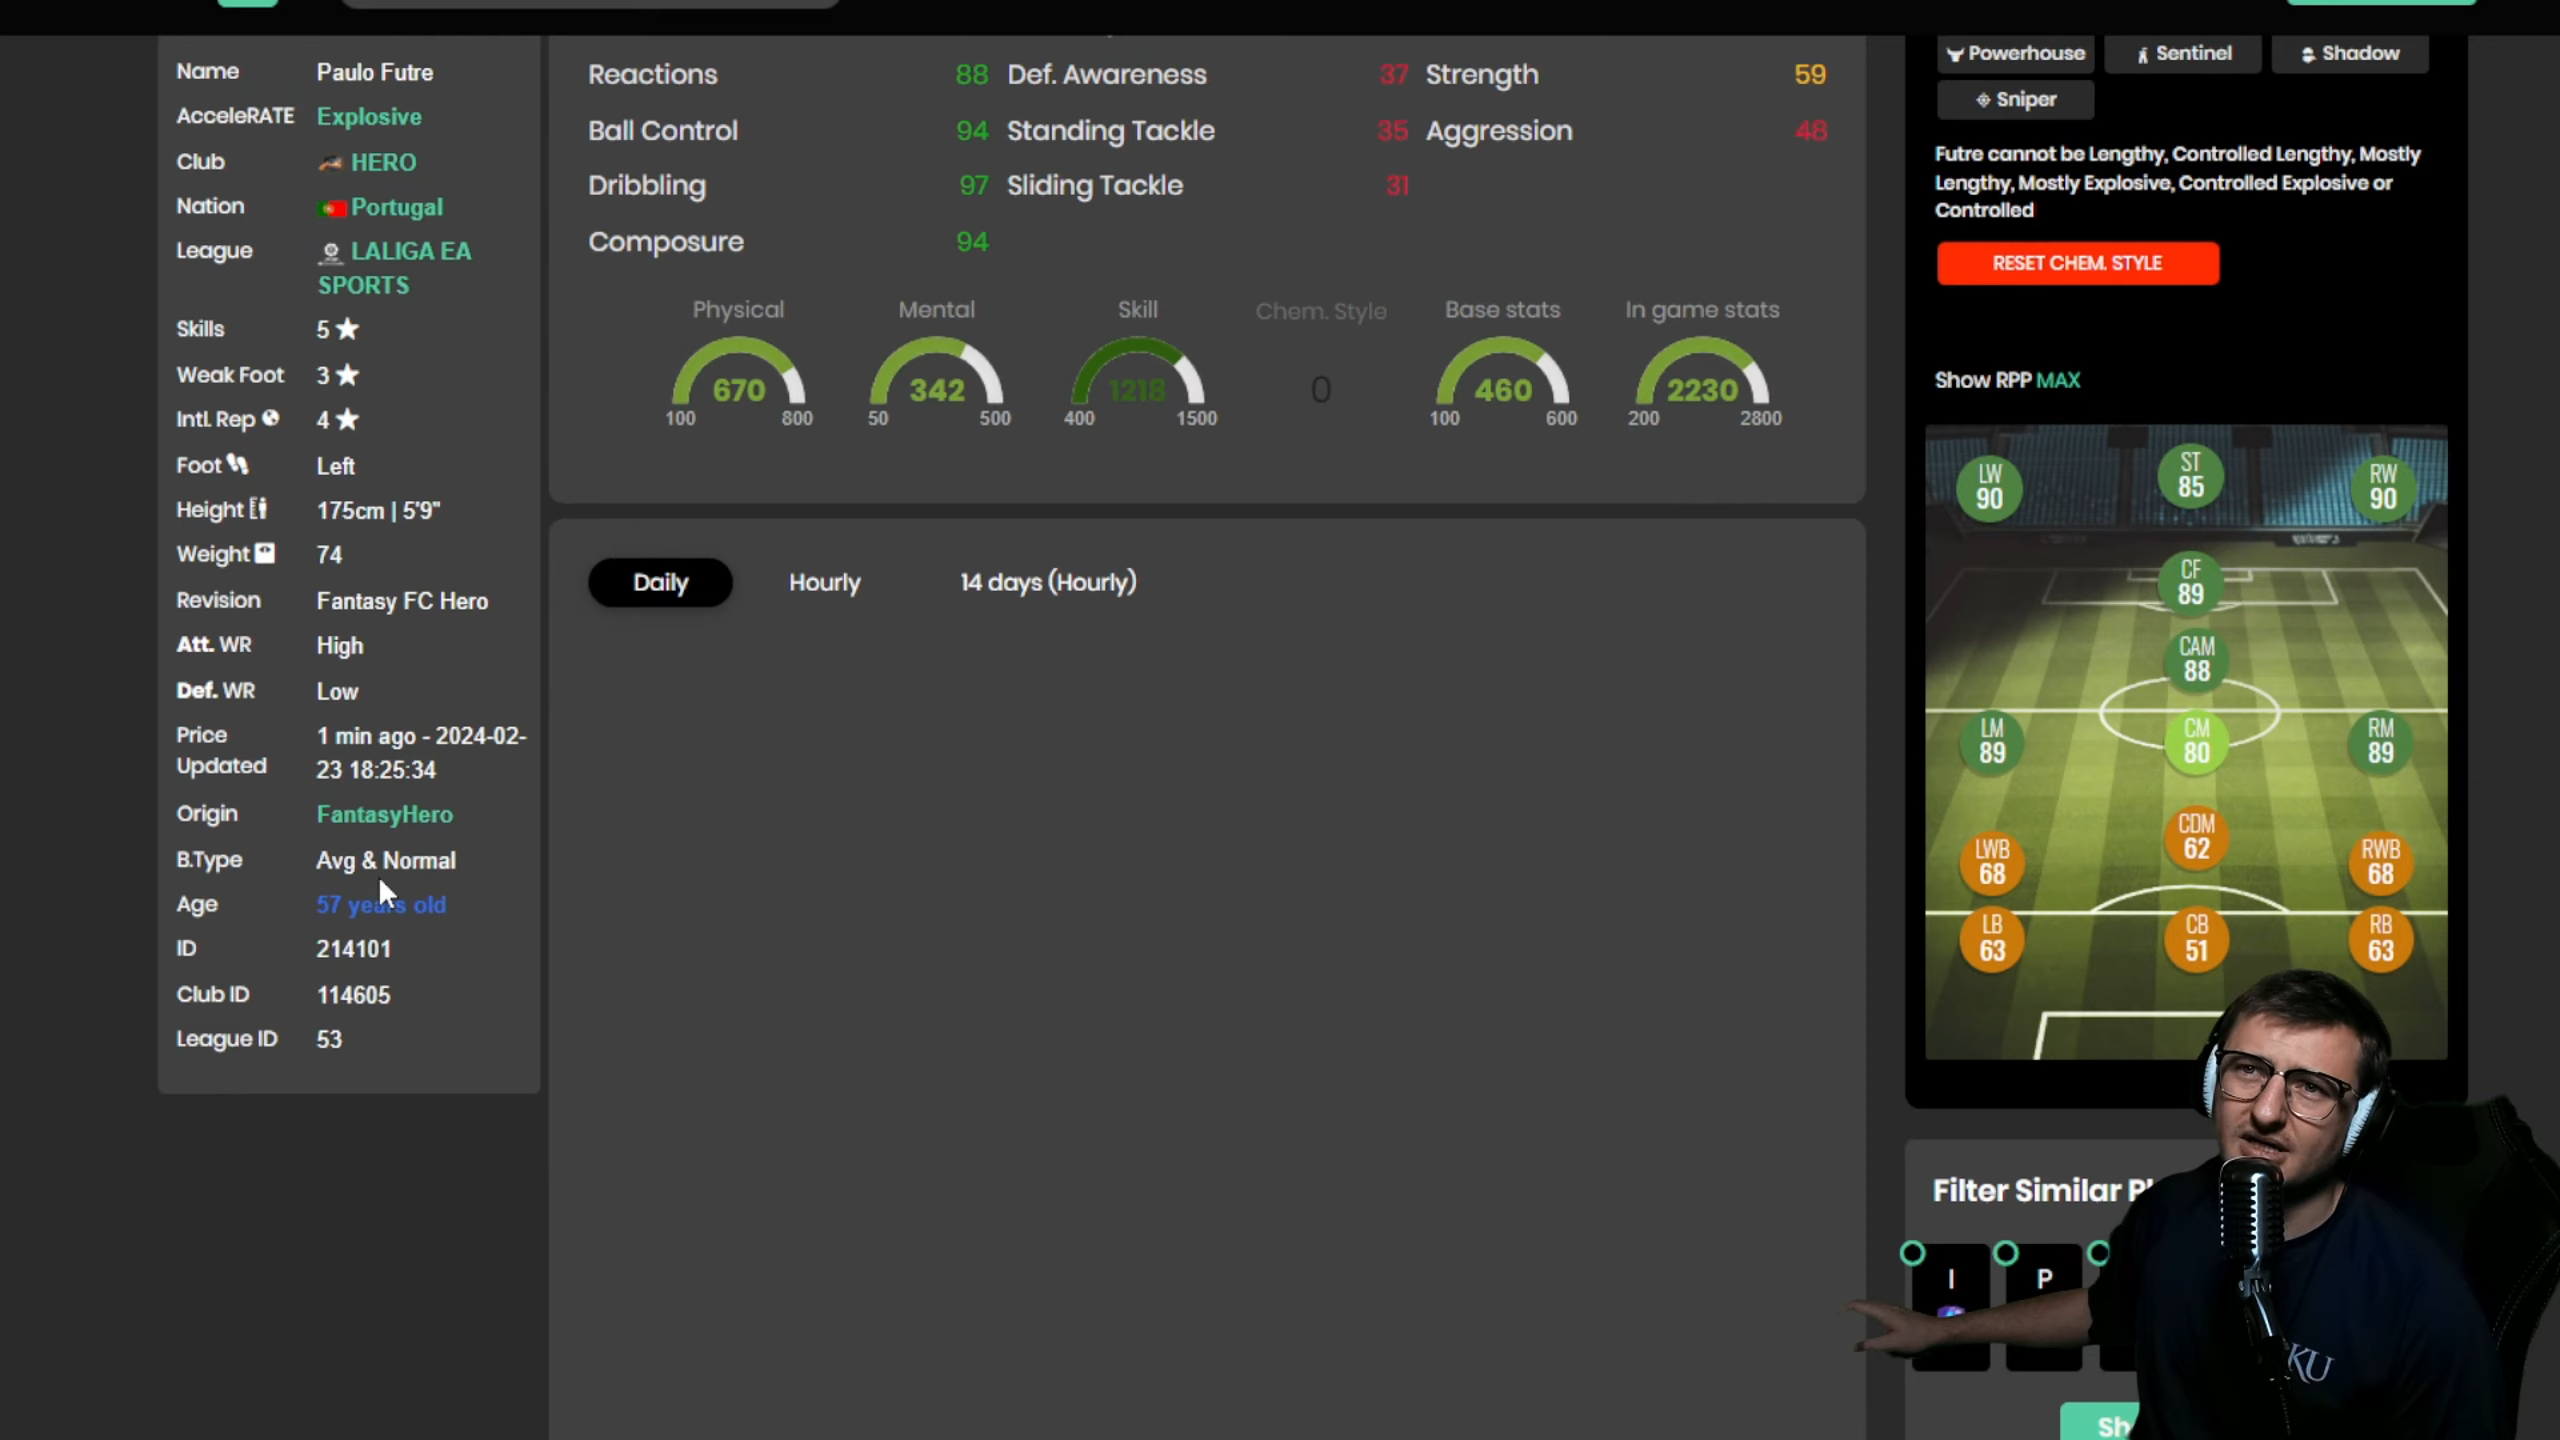 Name Paulo Futre
AcceleRATE Explosive
Club HERO
Nation Portugal
League LALIGA EA
SPORTS
Skills 5
Weak Foot 3
Intl. Rep 4
Foot Left
Height 175cm | 5'9"
Weight 74
Revision Fantasy FC Hero
Att. WR High
Def. WR Low
Price
Updated
1 min ago - 2024-02-
23 18:25:34
Origin FantasyHero
B.Type Avg & Normal
Age 57 years old
ID 214101
Club ID 114605
League ID 53
Reactions 88 Def. Awareness 37 Strength 59
Ball Control 94 Standing Tackle 35 Aggression 48
Dribbling 97 Sliding Tackle 31
Composure 94
Physical Mental Skill Chem. Style Base stats In game stats
670 342 1218 0 460 2230
100 800 50 500 400 1500 100 600 200 2800
Daily Hourly 14 days (Hourly)
Powerhouse Sentinel Shadow
Sniper
Futre cannot be Lengthy, Controlled Lengthy, Mostly
Lengthy, Mostly Explosive, Controlled Explosive or
Controlled
RESET CHEM. STYLE
Show RPP MAX
LW
90
ST
85
RW
90
CF
89
CAM
88
LM
89
CM
80
RM
89
LWB
68
CDM
62
RWB
68
LB
63
CB
51
RB
63
Filter Similar
I P
KU